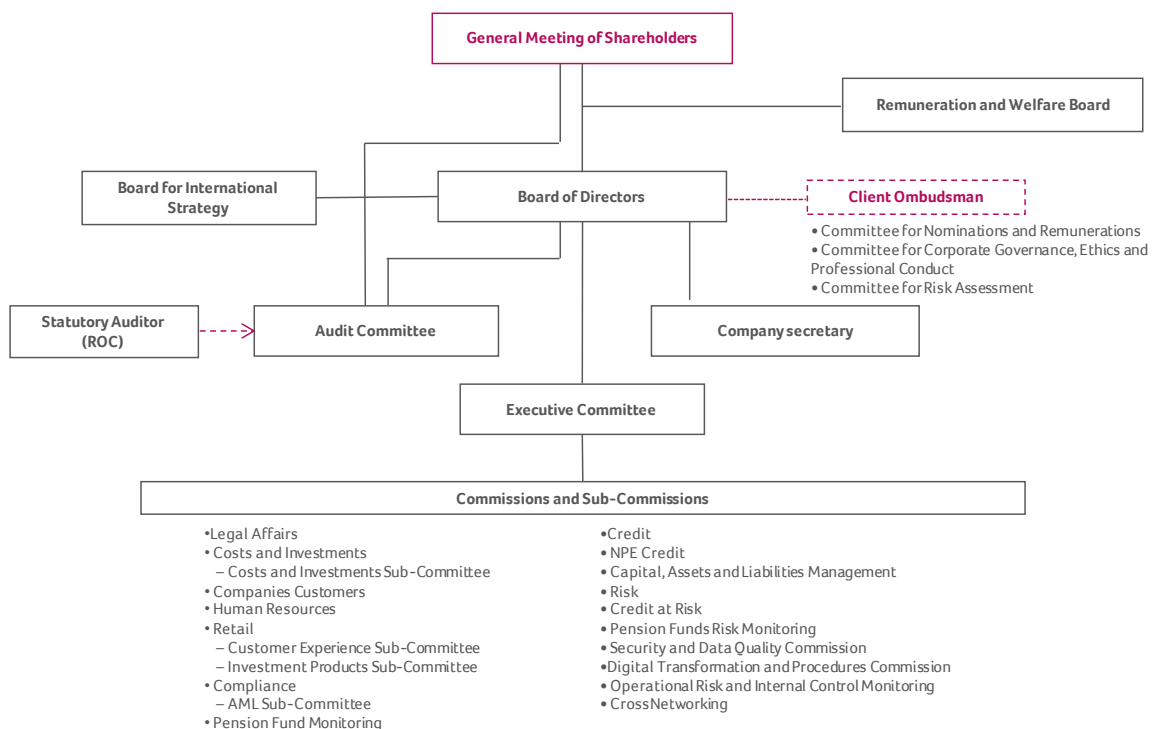 General Meeting of Shareholders
Remuneration and Welfare Board
Board for International
Strategy
Board of Directors
Client Ombudsman
• Committee for Nominations and Remunerations
• Committee for Corporate Governance, Ethics and
Professional Conduct
• Committee for Risk Assessment
Statutory Auditor
(ROC)
Audit Committee
Company secretary
Executive Committee
Commissions and Sub-Commissions
•Legal Affairs
• Costs and Investments
– Costs and Investments Sub-Committee
• Companies Customers
• Human Resources
• Retail
– Customer Experience Sub-Committee
– Investment Products Sub-Committee
• Compliance
– AML Sub-Committee
• Pension Fund Monitoring
•Credit
• NPE Credit
• Capital, Assets and Liabilities Management
• Risk
• Credit at Risk
• Pension Funds Risk Monitoring
• Security and Data Quality Commission
•Digital Transformation and Procedures Commission
• Operational Risk and Internal Control Monitoring
• CrossNetworking